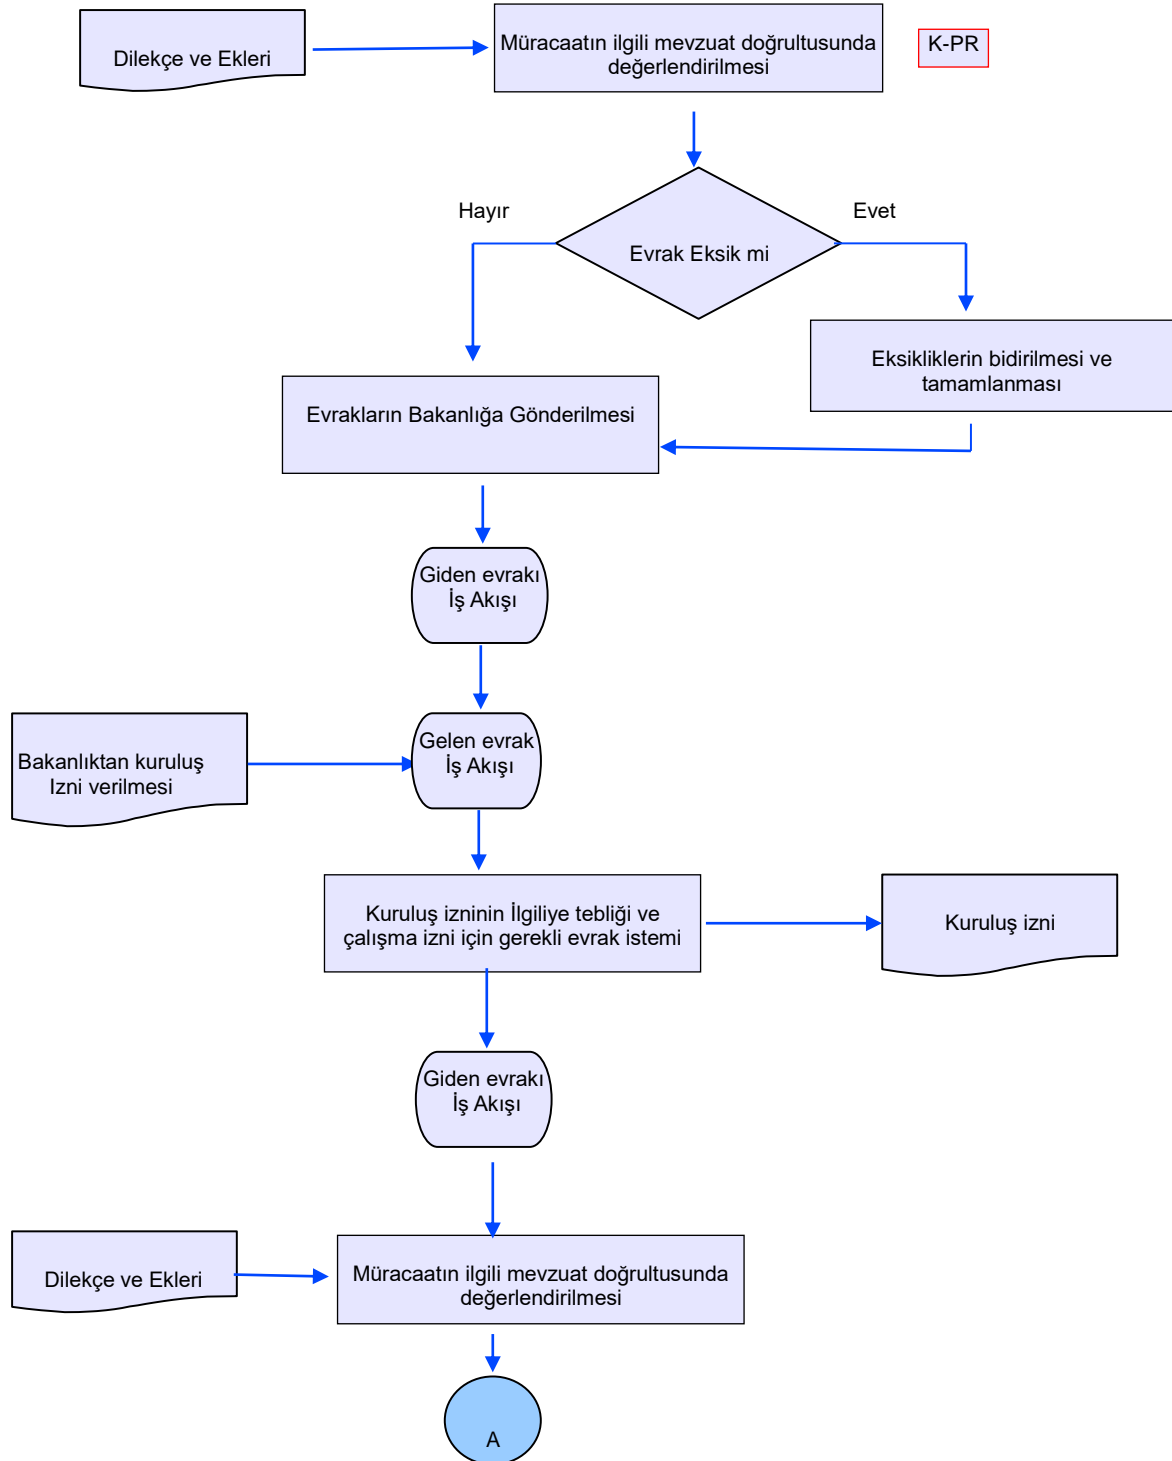 Dilekçe ve Ekleri
Müracaatın ilgili mevzuat doğrultusunda
değerlendirilmesi
K-PR
Hayır
Evet
Evrak Eksik mi
Eksikliklerin bidirilmesi ve
tamamlanması
Evrakların Bakanlığa Gönderilmesi
Giden evrakı
İş Akışı
Bakanlıktan kuruluş
Izni verilmesi
Gelen evrak
İş Akışı
Kuruluş izninin İlgiliye tebliği ve
çalışma izni için gerekli evrak istemi
Kuruluş izni
Giden evrakı
İş Akışı
Dilekçe ve Ekleri
Müracaatın ilgili mevzuat doğrultusunda
değerlendirilmesi
A